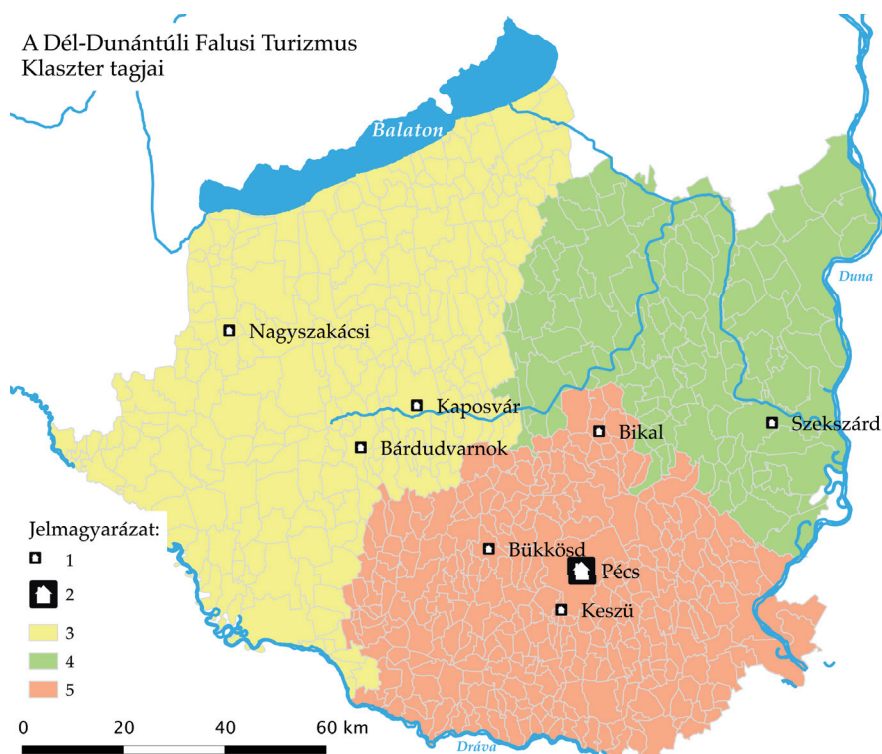 A Dél-Dunántúli Falusi Turizmus
Klaszter tagjai
Balaton
Duna
Nagyszakácsi
Kaposvár
Szekszárd
Bikal
Bárdudvarnok
Jelmagyarázat:
1
2
3
4
5
Bükkösd
Pécs
Keszü
0 20 40 60 km
Dráva